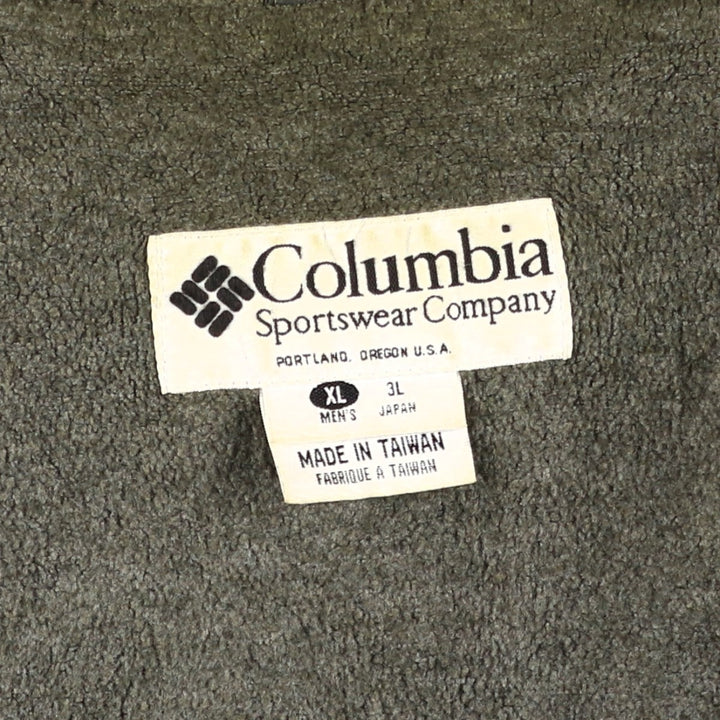 Columbia
Sportswear Company
PORTLAND, OREGON U.S.A.
XL 3L
MEN'S JAPAN
MADE IN TAIWAN
FABRIQUE A TAIWAN